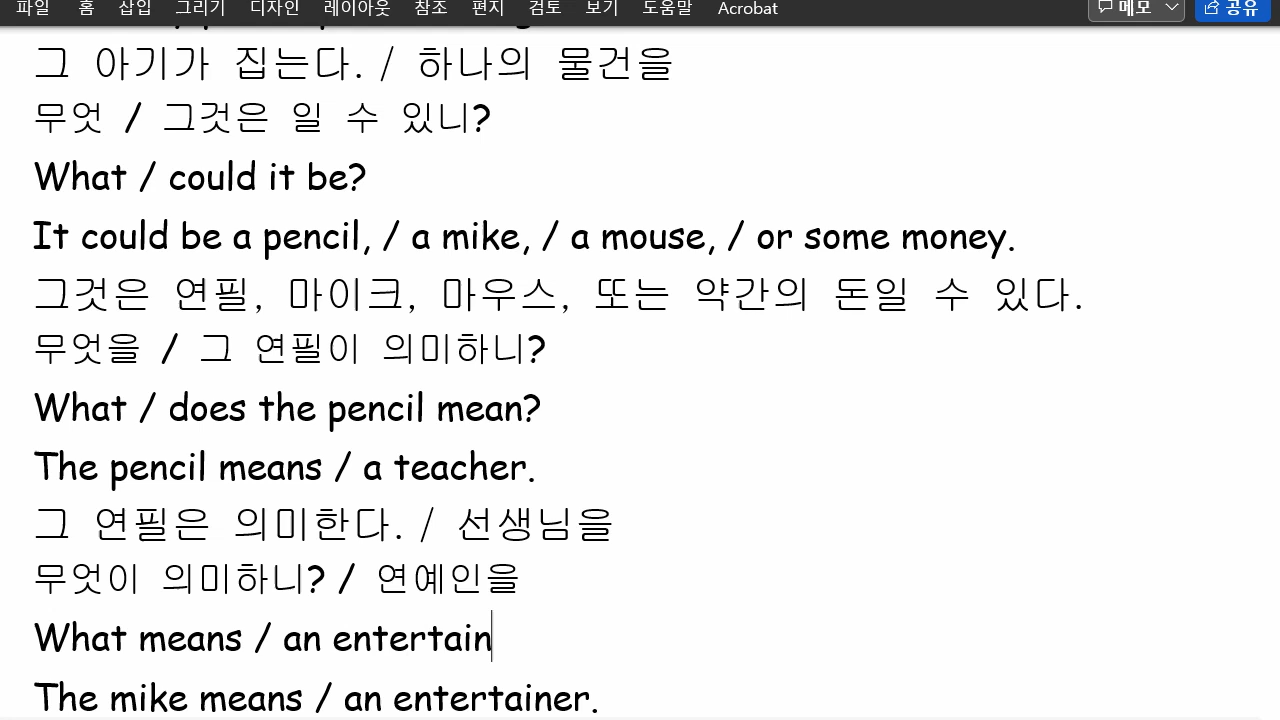 파일 홈 삽입 그리기 디자인 레이아웃 참조 편지 검토 보기 도움말 Acrobat 메모 공유
그 아기가 집는다. / 하나의 물건을
무엇 / 그것은 일 수 있니?
What / could it be?
It could be a pencil, / a mike, / a mouse, / or some money.
그것은 연필, 마이크, 마우스, 또는 약간의 돈일 수 있다.
무엇을 / 그 연필이 의미하니?
What / does the pencil mean?
The pencil means / a teacher.
그 연필은 의미한다. / 선생님을
무엇이 의미하니? / 연예인을
What means / an entertain
The mike means / an entertainer.